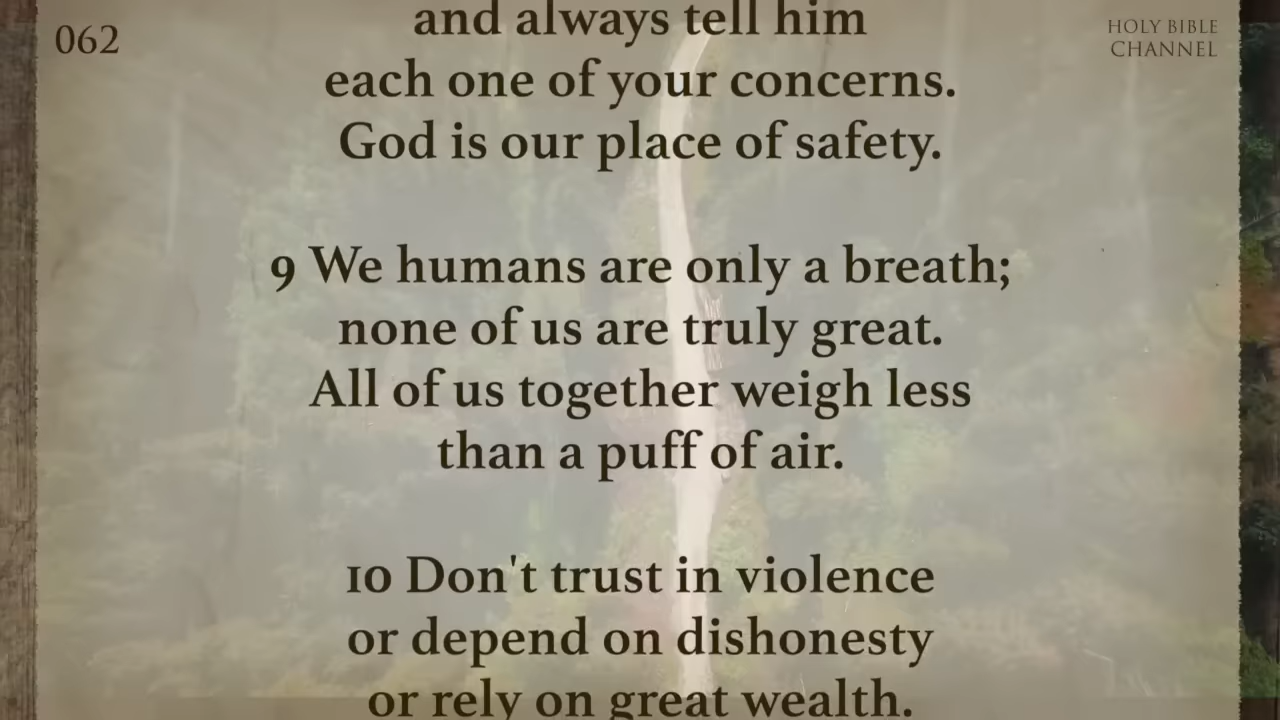 062
HOLY BIBLE
CHANNEL
and always tell him
each one of your concerns.
God is our place of safety.
9 We humans are only a breath;
none of us are truly great.
All of us together weigh less
than a puff of air.
10 Don't trust in violence
or depend on dishonesty
or rely on great wealth.